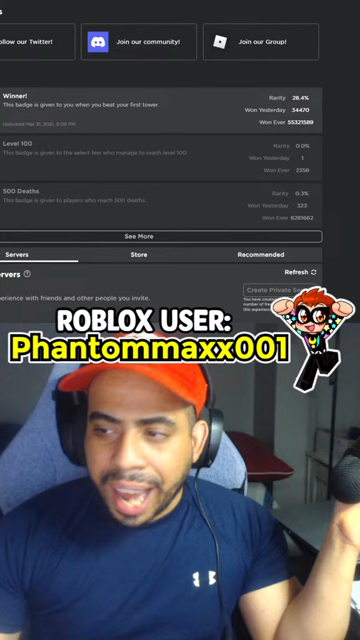 ollow our Twitter!
Join our community!
Join our Group!
Winner!
Rarity 28.4%
This badge is given to you when you beat your first tower.
Won Yesterday 34470
Won Ever 55321589
Level 100
Rarity 0.0%
This badge is given to the select few who manage to reach level 100.
Won Yesterday 1
Won Ever 2356
500 Deaths
Rarity 0.3%
This badge is given to players who reach 500 deaths.
Won Yesterday 323
Won Ever 6281662
See More
Servers
Store
Recommended
ervers
Refresh
xperience with friends and other people you invite.
Create Private Se
ROBLOX USER:
Phantommaxx001